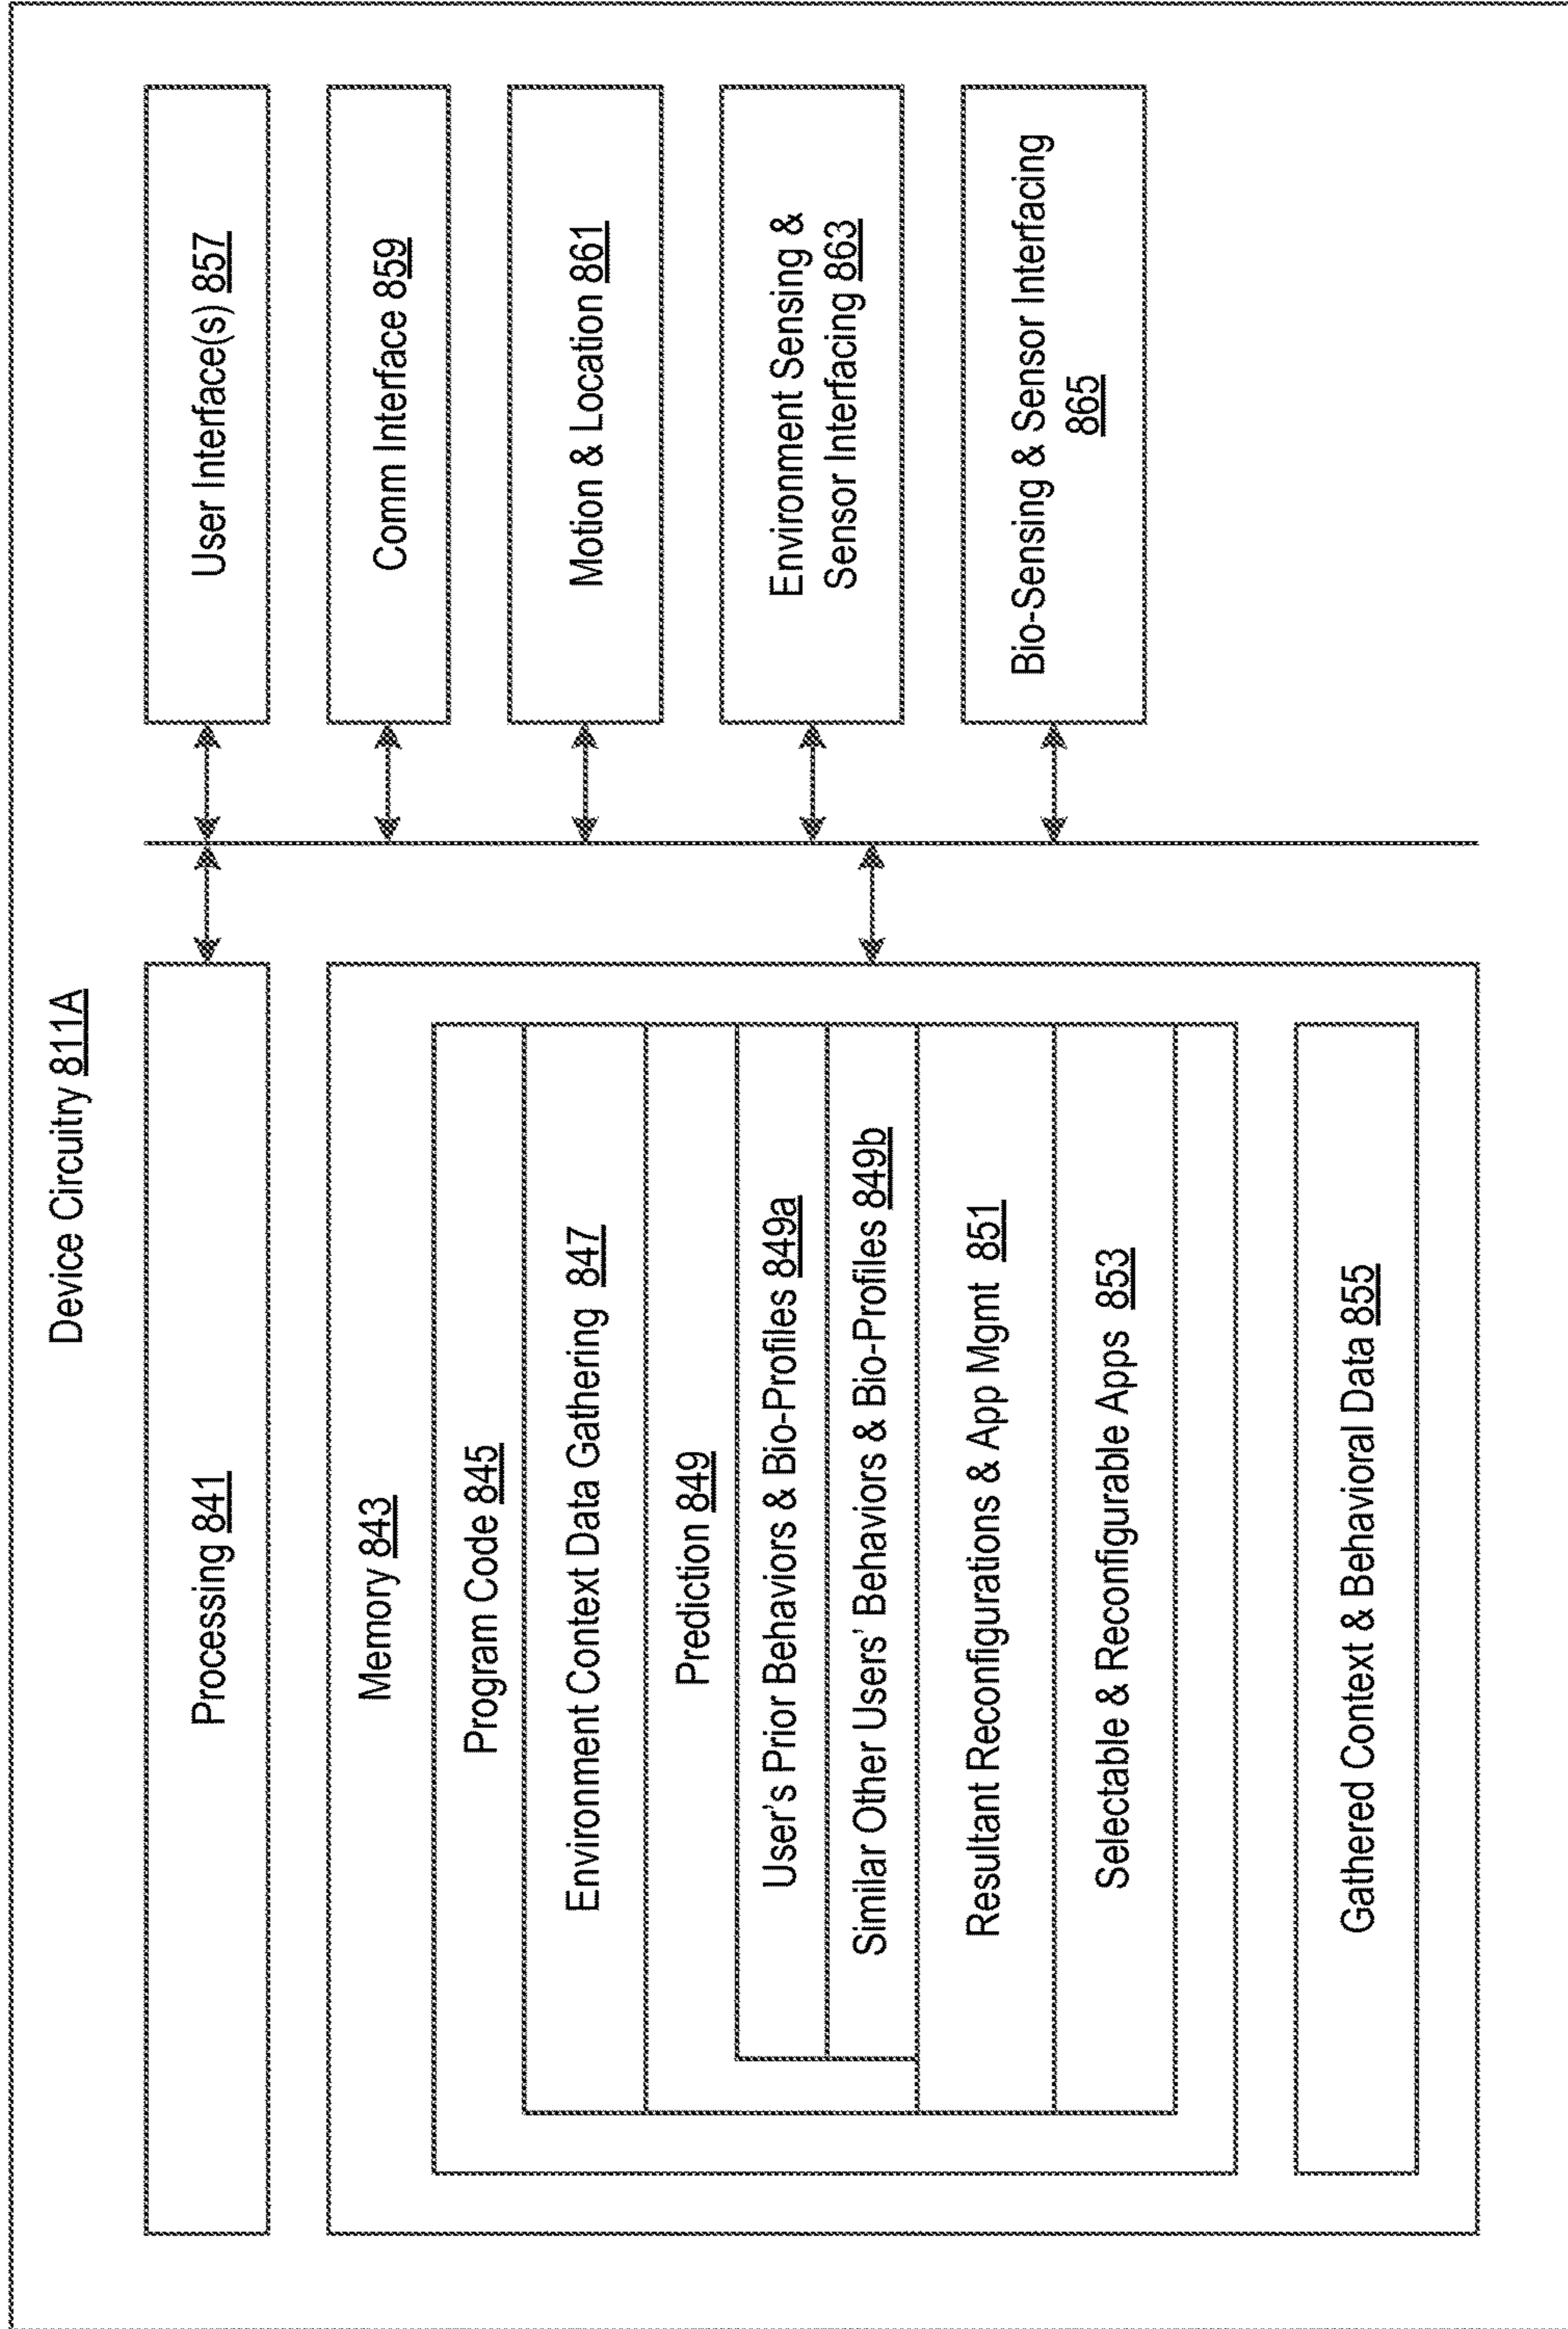 Device Circuitry 811A
Processing 841
Memory 843
Program Code 845
Environment Context Data Gathering 847
Prediction 849
User's Prior Behaviors & Bio-Profiles 849a
Similar Other Users' Behaviors & Bio-Profiles 849b
Resultant Reconfigurations & App Mgmt 851
Selectable & Reconfigurable Apps 853
Gathered Context & Behavioral Data 855
User Interface(s) 857
Comm Interface 859
Motion & Location 861
Environment Sensing &
Sensor Interfacing 863
Bio-Sensing & Sensor Interfacing
865